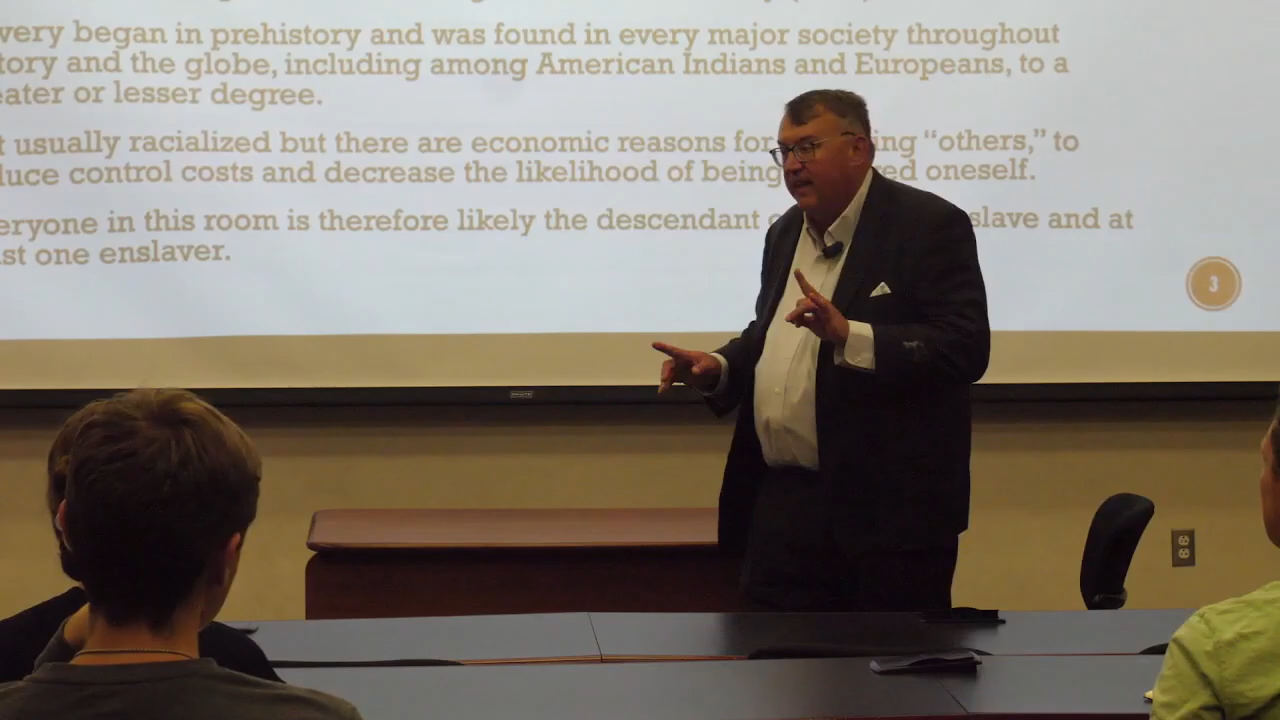 very began in prehistory and was found in every major society throughout
tory and the globe, including among American Indians and Europeans, to a
eater or lesser degree.
t usually racialized but there are economic reasons for ing “others,” to
luce control costs and decrease the likelihood of being red oneself.
eryone in this room is therefore likely the descendant o slave and at
st one enslaver.
3